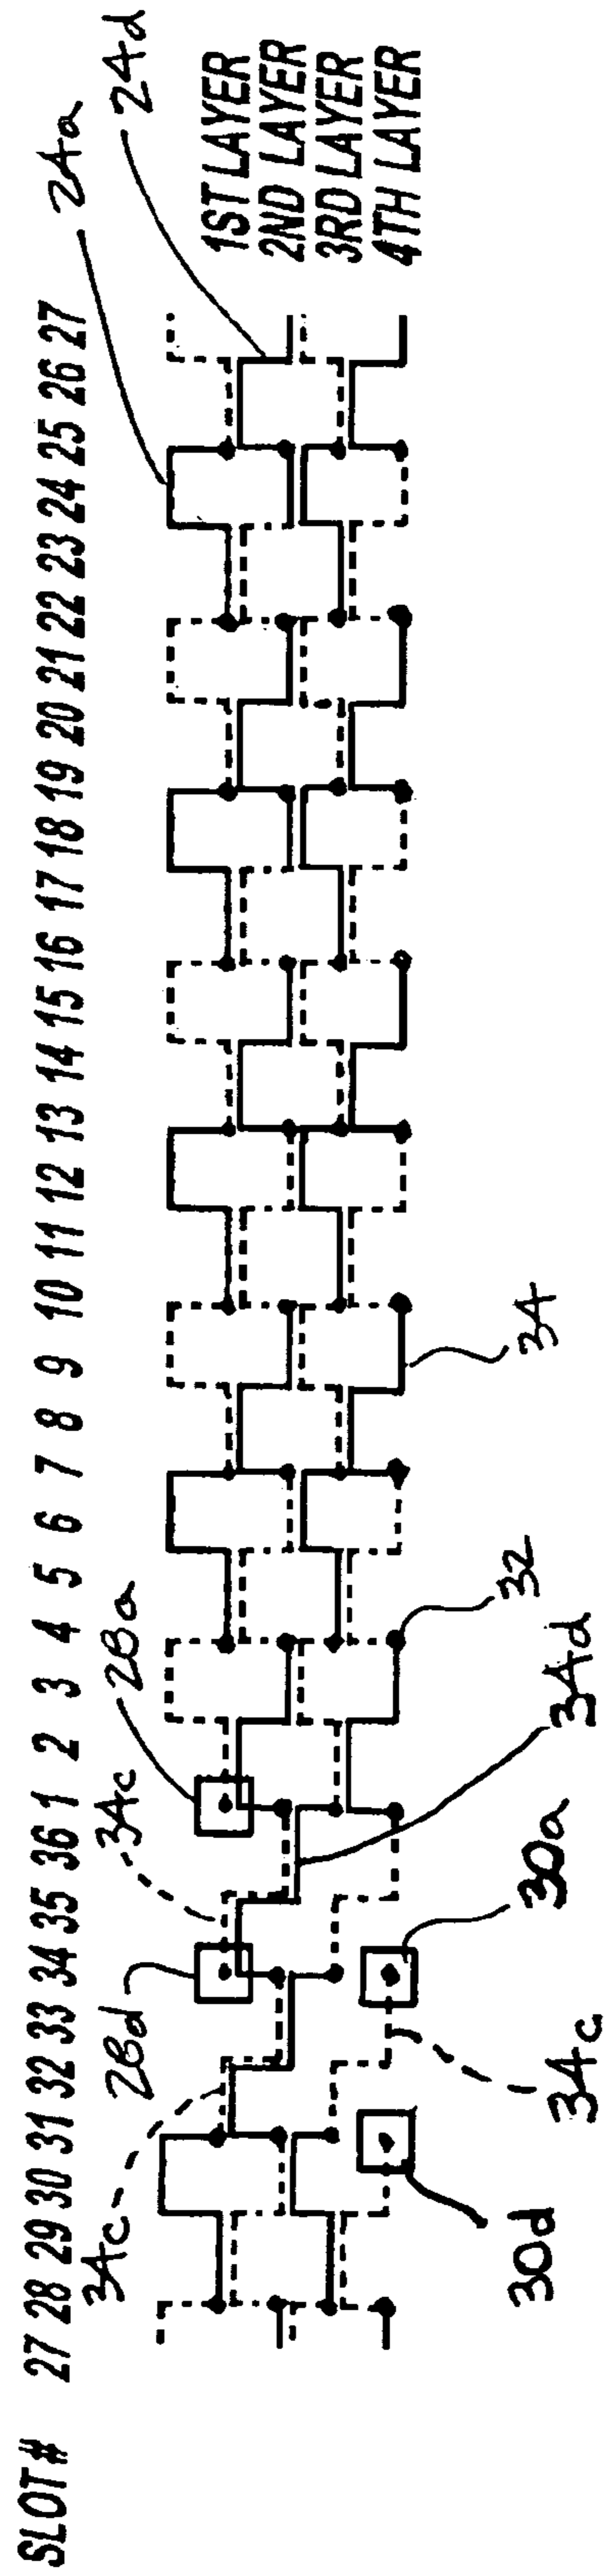 SLOT # 27 28 29 30 31 32 33 34 35 36 1 2 3 4 5 6 7 8 9 10 11 12 13 14 15 16 17 18 19 20 21 22 23 24 25 26 27
24a
24d
1ST LAYER
2ND LAYER
3RD LAYER
4TH LAYER
34c
28d
34c
28a
30d
34c
30a
34d
32
34